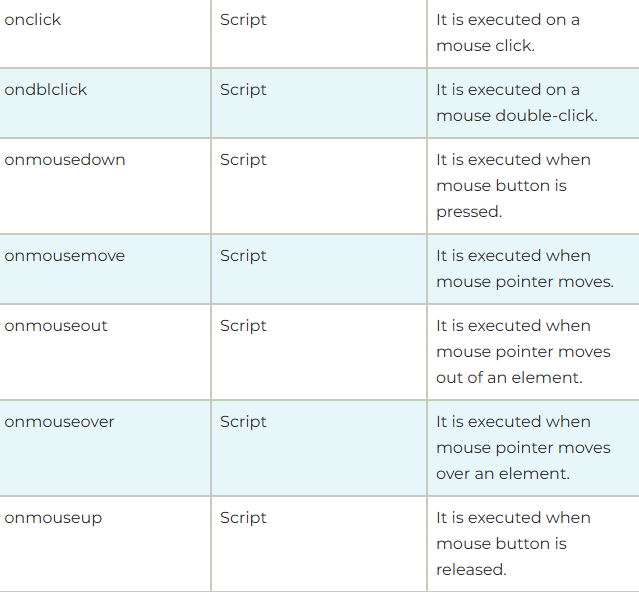 onclick Script It is executed on a
mouse click.
ondblclick Script It is executed on a
mouse double-click.
onmousedown Script It is executed when
mouse button is
pressed.
onmousemove Script It is executed when
mouse pointer moves.
onmouseout Script It is executed when
mouse pointer moves
out of an element.
onmouseover Script It is executed when
mouse pointer moves
over an element.
onmouseup Script It is executed when
mouse button is
released.